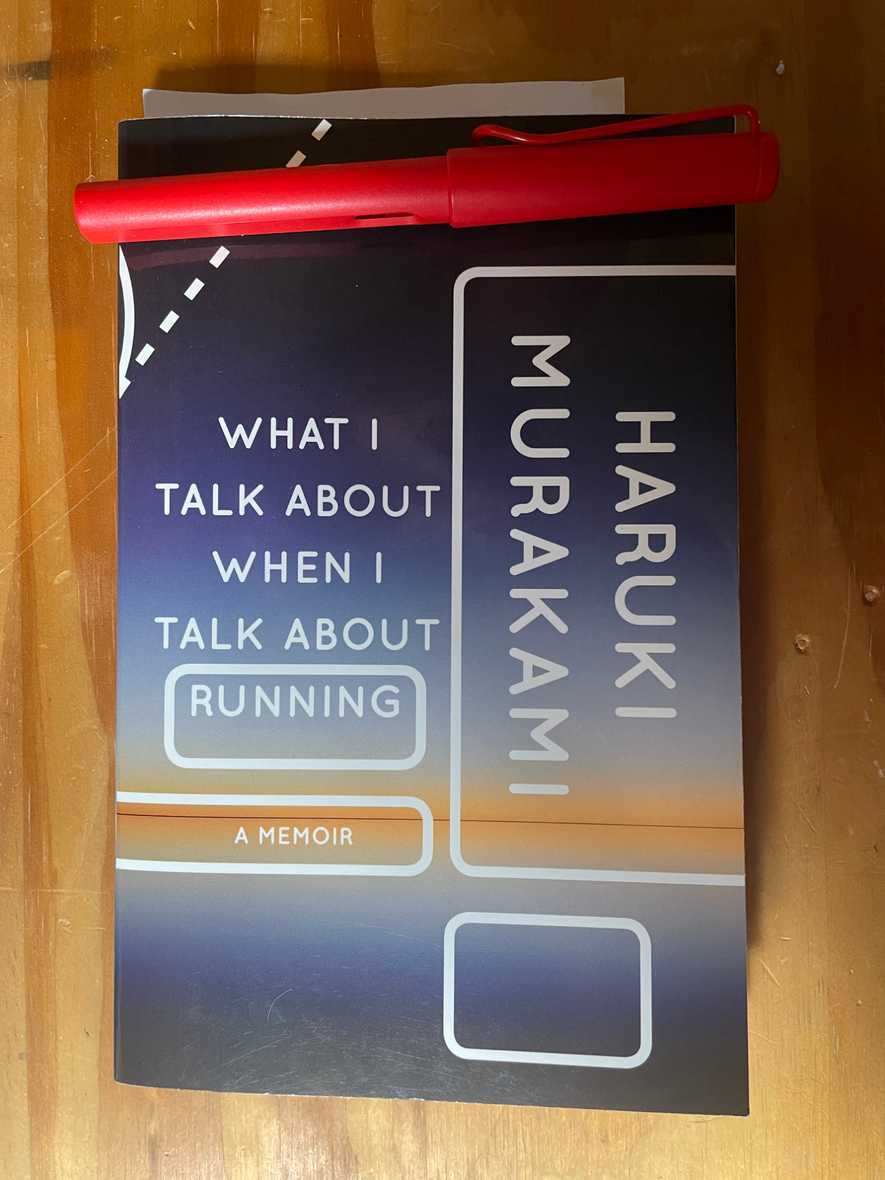 WHAT I
TALK ABOUT
WHEN I
TALK ABOUT
RUNNING
A MEMOIR
HARUKI
MURAKAMI